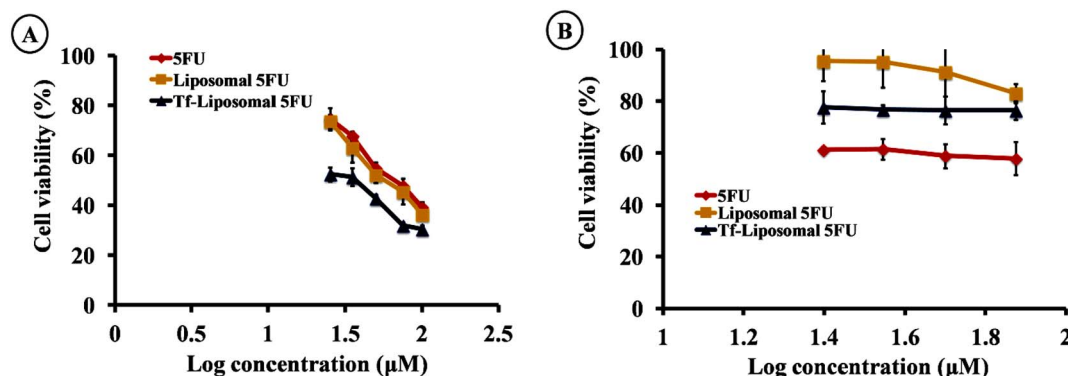 A
100
80
60
40
20
0
Cell viability (%)
5FU
Liposomal 5FU
Tf-Liposomal 5FU
0 0.5 1 1.5 2 2.5
Log concentration (µM)
B
100
80
60
40
20
0
Cell viability (%)
5FU
Liposomal 5FU
Tf-Liposomal 5FU
1 1.2 1.4 1.6 1.8 2
Log concentration (µM)